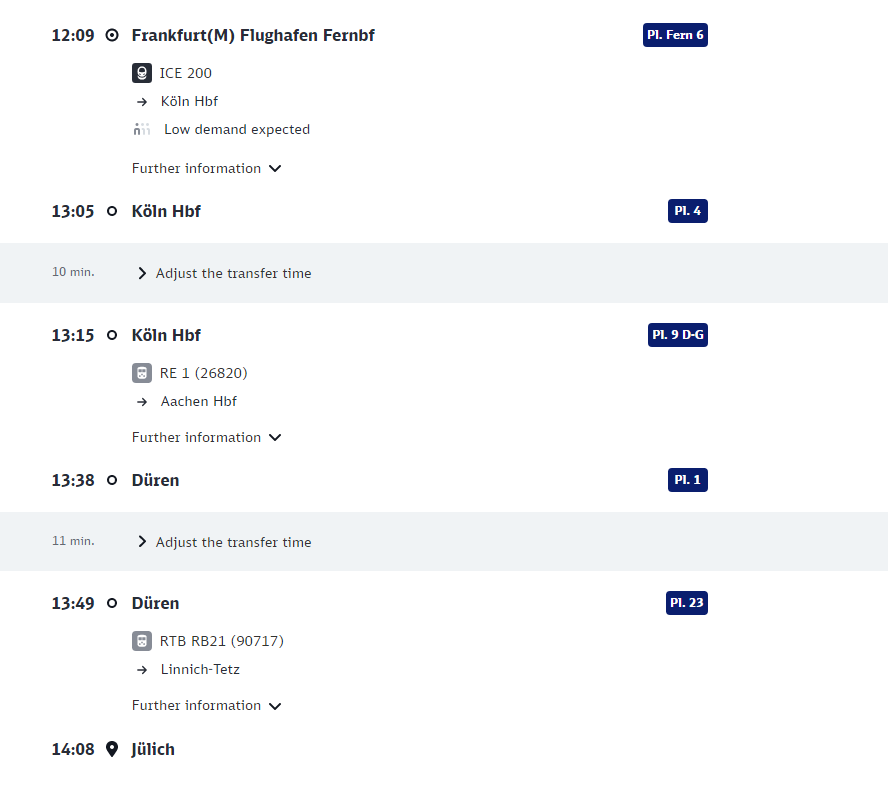 12:09 Frankfurt(M) Flughafen Fernbf Pl. Fern 6
ICE 200
→ Köln Hbf
Low demand expected
Further information
13:05 Köln Hbf Pl. 4
10 min. Adjust the transfer time
13:15 Köln Hbf Pl. 9 D-G
RE 1 (26820)
→ Aachen Hbf
Further information
13:38 Düren Pl. 1
11 min. Adjust the transfer time
13:49 Düren Pl. 23
RTB RB21 (90717)
→ Linnich-Tetz
Further information
14:08 Jülich